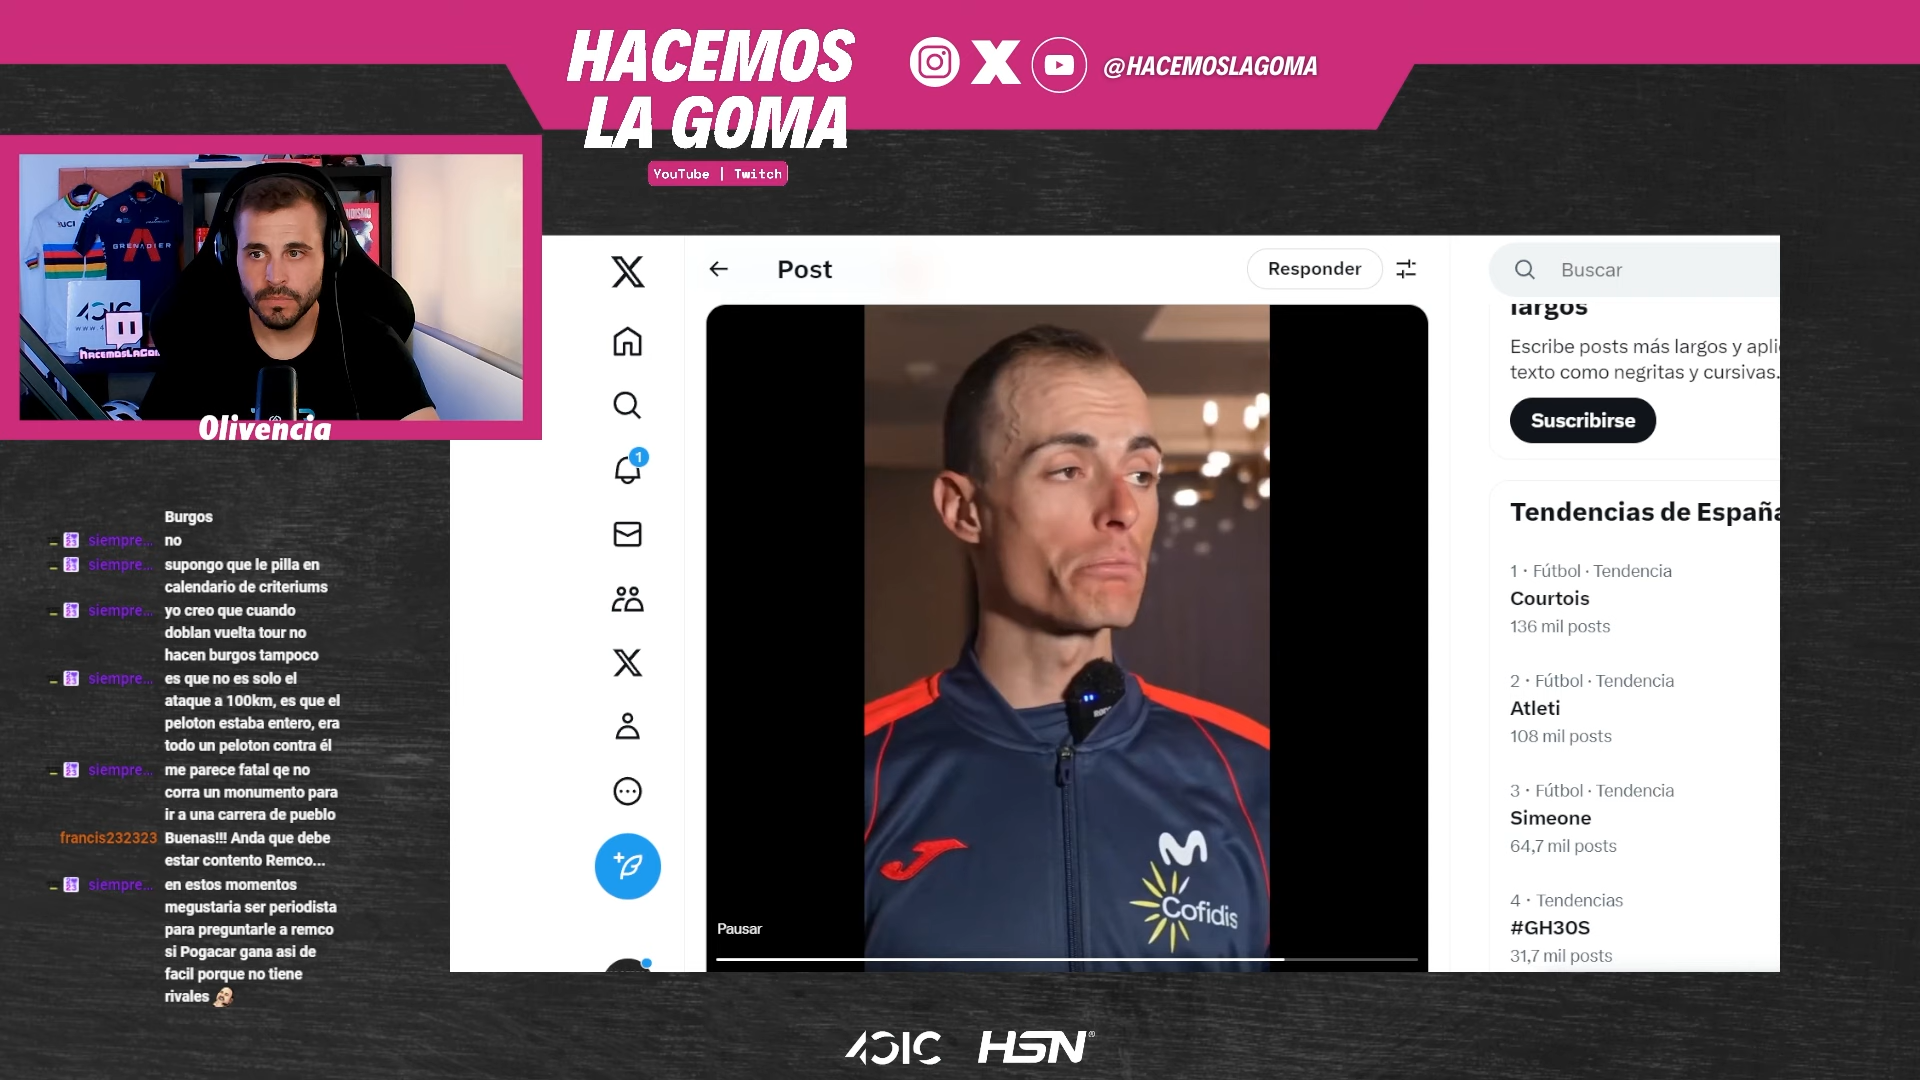 HACEMOS
LA GOMA
@HACEMOSLAGOMA
YouTube | Twitch
UCI
GRENADIER
HACEMOSLAGOM
Olivencia
Burgos
siempre... no
siempre... supongo que le pilla en
calendario de criteriums
siempre... yo creo que cuando
doblan vuelta tour no
hacen burgos tampoco
siempre... es que no es solo el
ataque a 100km, es que el
peloton estaba entero, era
todo un peloton contra él
siempre... me parece fatal qe no
corra un monumento para
ir a una carrera de pueblo
francis232323 Buenas!!! Anda que debe
estar contento Remco...
siempre... en estos momentos
megustaria ser periodista
para preguntarle a remco
si Pogacar gana asi de
facil porque no tiene
rivales
Post
Responder
1
Cofidis
Pausar
Buscar
largos
Escribe posts más largos y apli
texto como negritas y cursivas.
Suscribirse
Tendencias de España
1 · Fútbol · Tendencia
Courtois
136 mil posts
2 · Fútbol · Tendencia
Atleti
108 mil posts
3 · Fútbol · Tendencia
Simeone
64,7 mil posts
4 · Tendencias
#GH30S
31,7 mil posts
4GIC HSN®